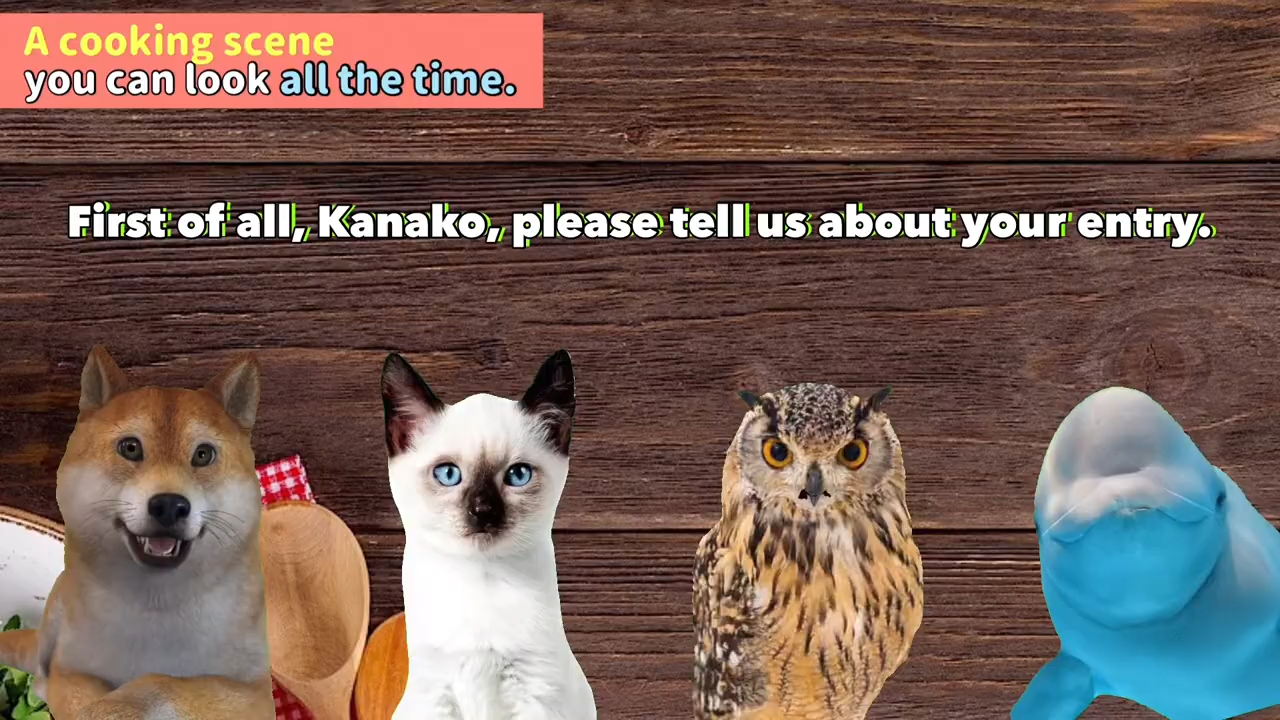 A cooking scene
you can look all the time.
First of all, Kanako, please tell us about your entry.